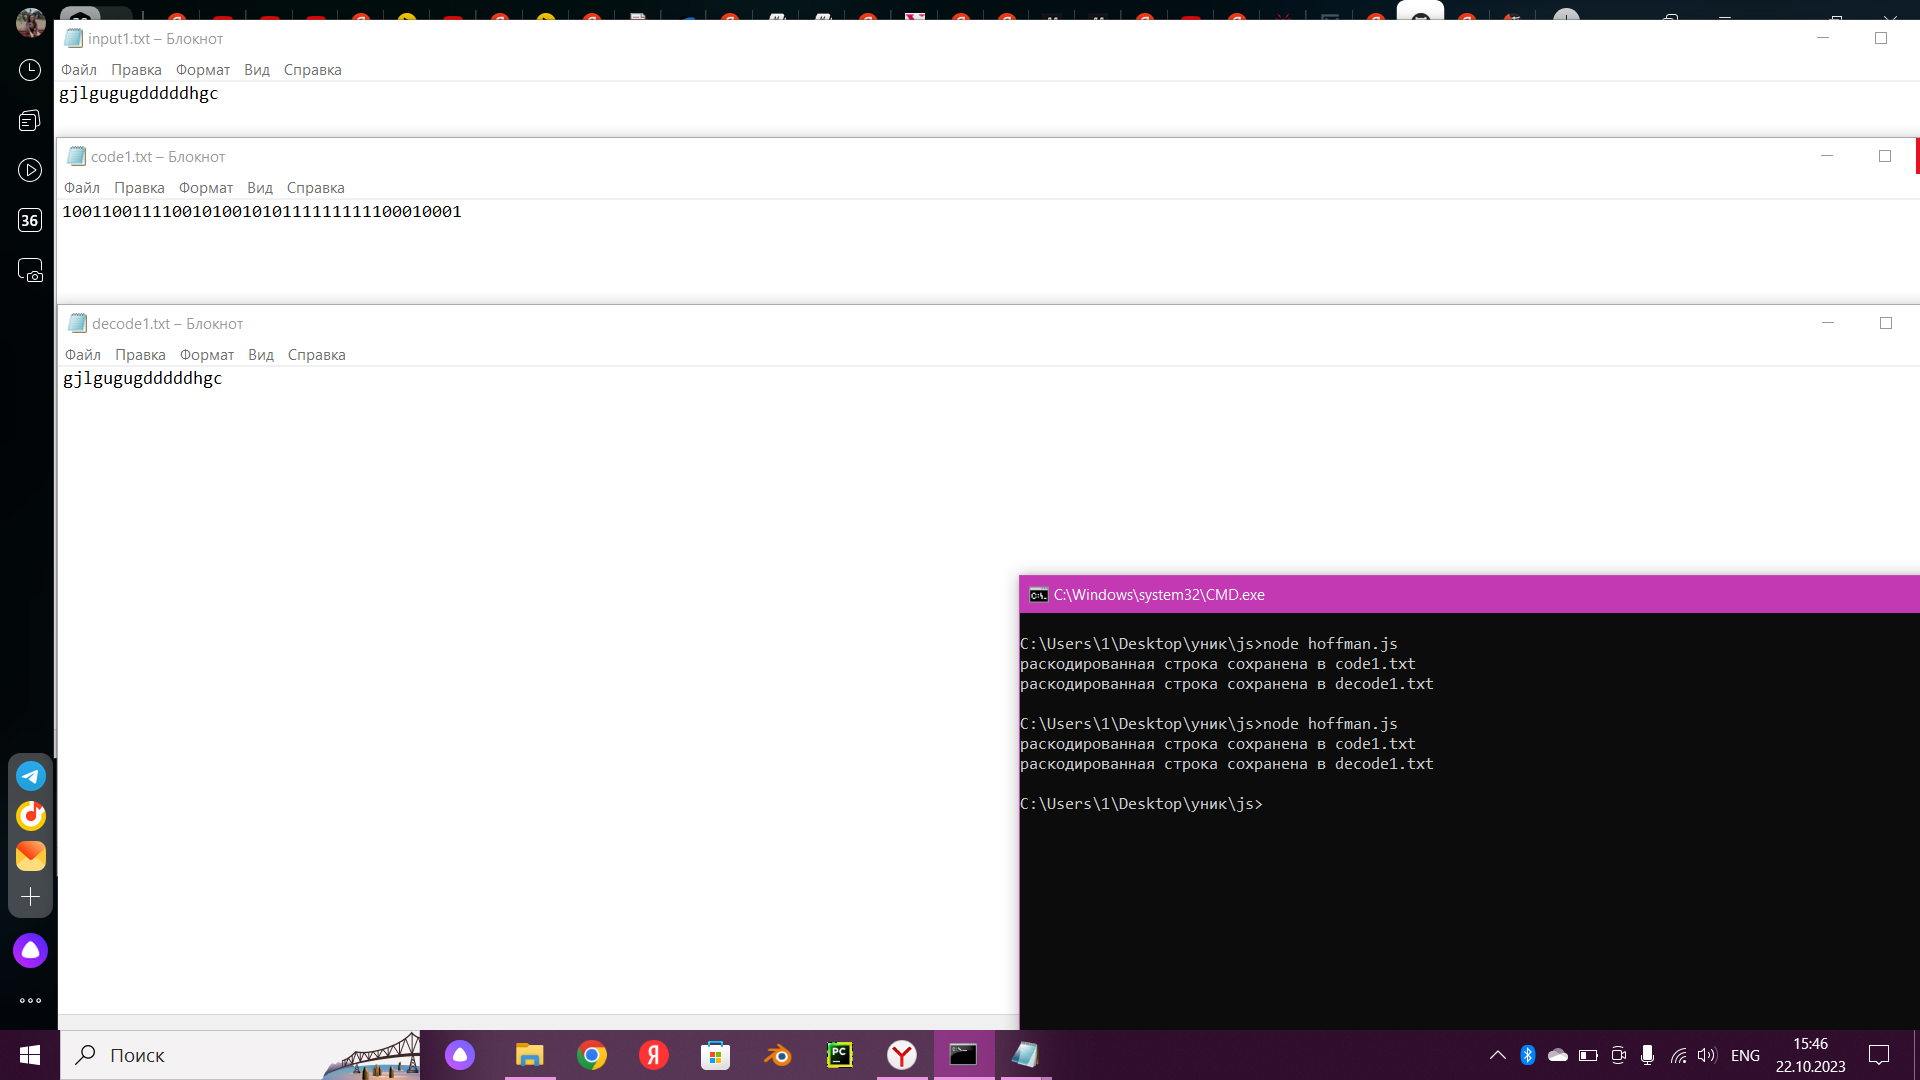 input1.txt – Блокнот
Файл Правка Формат Вид Справка
gjlgugugdddddhgc
code1.txt – Блокнот
Файл Правка Формат Вид Справка
1001100111100101001010111111111100010001
36
decode1.txt – Блокнот
Файл Правка Формат Вид Справка
gjlgugugdddddhgc
C:\Windows\system32\CMD.exe
C:\Users\1\Desktop\уник\js>node hoffman.js
раскодированная строка сохранена в code1.txt
раскодированная строка сохранена в decode1.txt
C:\Users\1\Desktop\уник\js>node hoffman.js
раскодированная строка сохранена в code1.txt
раскодированная строка сохранена в decode1.txt
C:\Users\1\Desktop\уник\js>
Поиск
Я
PC
ENG
15:46
22.10.2023